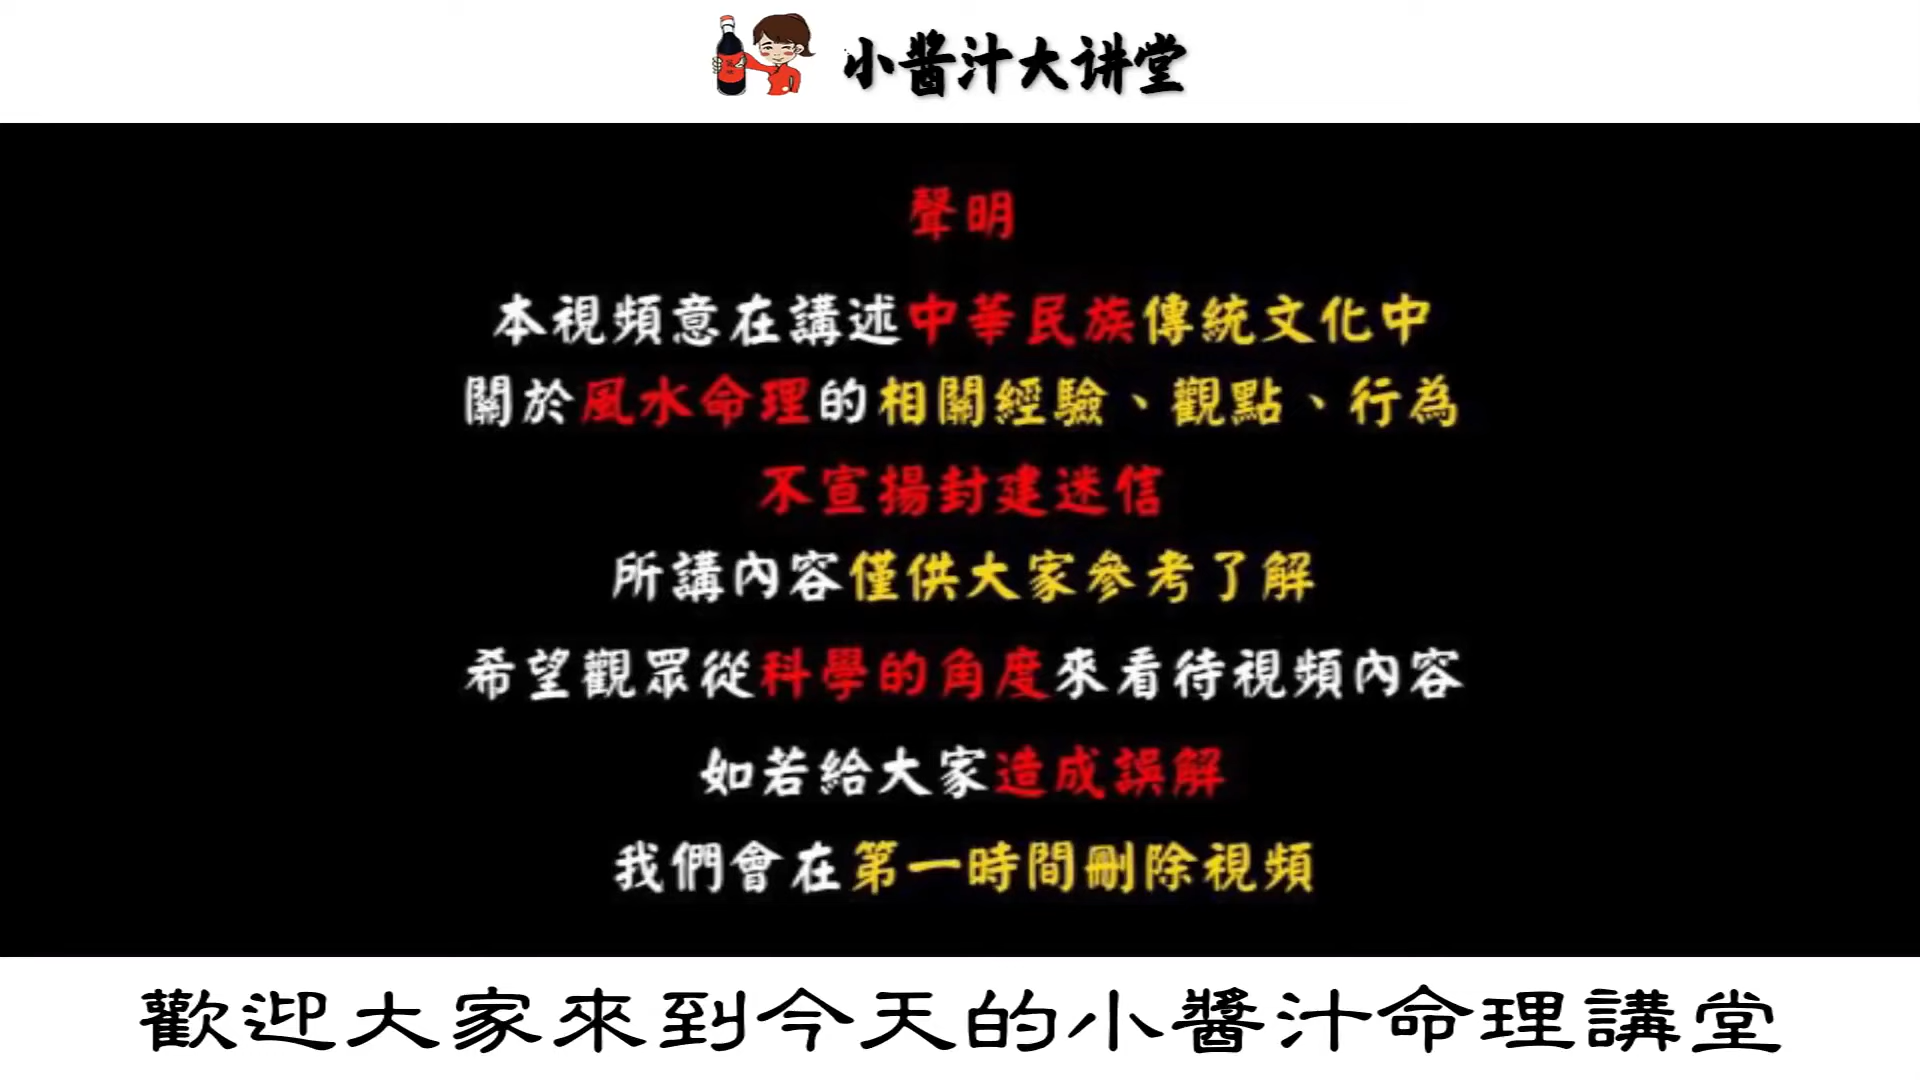 小醬汁大讲堂
聲明
本視頻意在講述中華民族傳統文化中
關於風水命理的相關經驗、觀點、行為
不宣揚封建迷信
所講內容僅供大家參考了解
希望觀眾從科學的角度來看待視頻內容
如若給大家造成誤解
我們會在第一時間刪除視頻
歡迎大家來到今天的小醬汁命理講堂